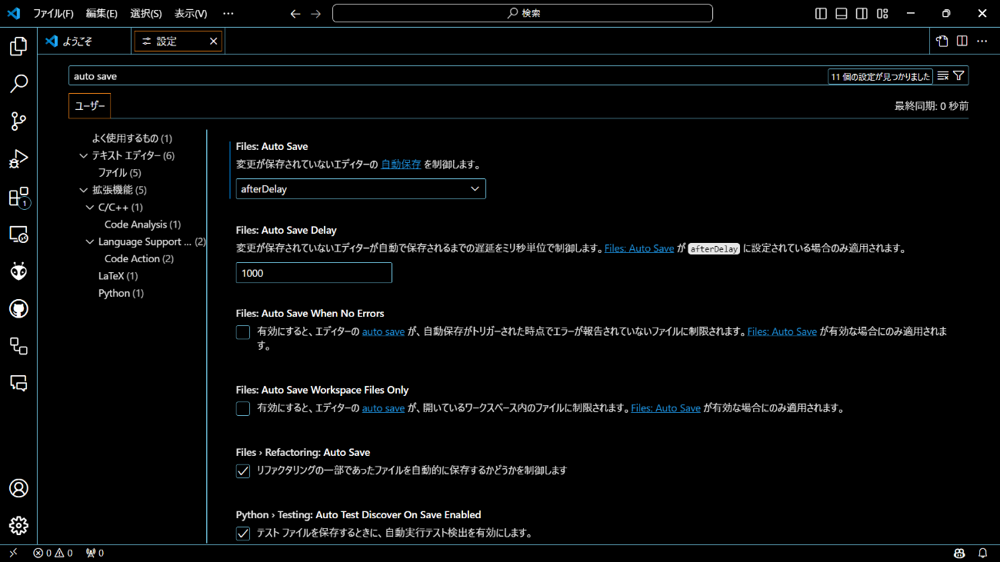 ファイル(F) 編集(E) 選択(S) 表示(V) ··· 検索
ようこそ 設定
auto save 11 個の設定が見つかりました
ユーザー 最終同期: 0 秒前
よく使用するもの (1)
テキスト エディター (6)
ファイル (5)
拡張機能 (5)
C/C++ (1)
Code Analysis (1)
Language Support ... (2)
Code Action (2)
LaTeX (1)
Python (1)
Files: Auto Save
変更が保存されていないエディターの 自動保存 を制御します。
afterDelay
Files: Auto Save Delay
変更が保存されていないエディターが自動で保存されるまでの遅延をミリ秒単位で制御します。Files: Auto Save が afterDelay に設定されている場合のみ適用されます。
1000
Files: Auto Save When No Errors
有効にすると、エディターの auto save が、自動保存がトリガーされた時点でエラーが報告されていないファイルに制限されます。Files: Auto Save が有効な場合にのみ適用されま
す。
Files: Auto Save Workspace Files Only
有効にすると、エディターの auto save が、開いているワークスペース内のファイルに制限されます。Files: Auto Save が有効な場合にのみ適用されます。
Files › Refactoring: Auto Save
リファクタリングの一部であったファイルを自動的に保存するかどうかを制御します
Python › Testing: Auto Test Discover On Save Enabled
テスト ファイルを保存するときに、自動実行テスト検出を有効にします。
1
0 0 0